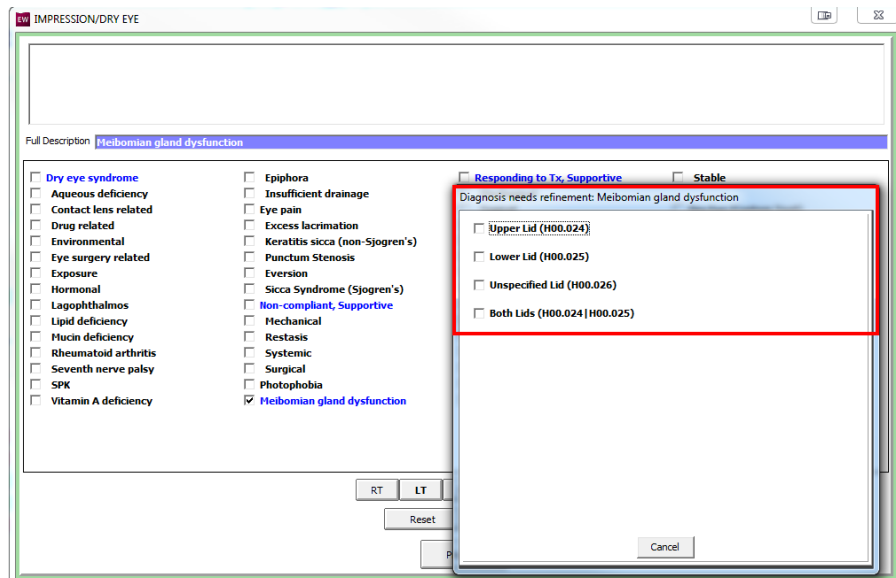 EW IMPRESSION/DRY EYE
Full Description Meibomian gland dysfunction
Dry eye syndrome
Aqueous deficiency
Contact lens related
Drug related
Environmental
Eye surgery related
Exposure
Hormonal
Lagophthalmos
Lipid deficiency
Mucin deficiency
Rheumatoid arthritis
Seventh nerve palsy
SPK
Vitamin A deficiency
Epiphora
Insufficient drainage
Eye pain
Excess lacrimation
Keratitis sicca (non-Sjogren's)
Punctum Stenosis
Eversion
Sicca Syndrome (Sjogren's)
Non-compliant, Supportive
Mechanical
Restasis
Systemic
Surgical
Photophobia
Meibomian gland dysfunction
Responding to Tx, Supportive
Stable
Diagnosis needs refinement: Meibomian gland dysfunction
Upper Lid (H00.024)
Lower Lid (H00.025)
Unspecified Lid (H00.026)
Both Lids (H00.024|H00.025)
Cancel
RT LT
Reset